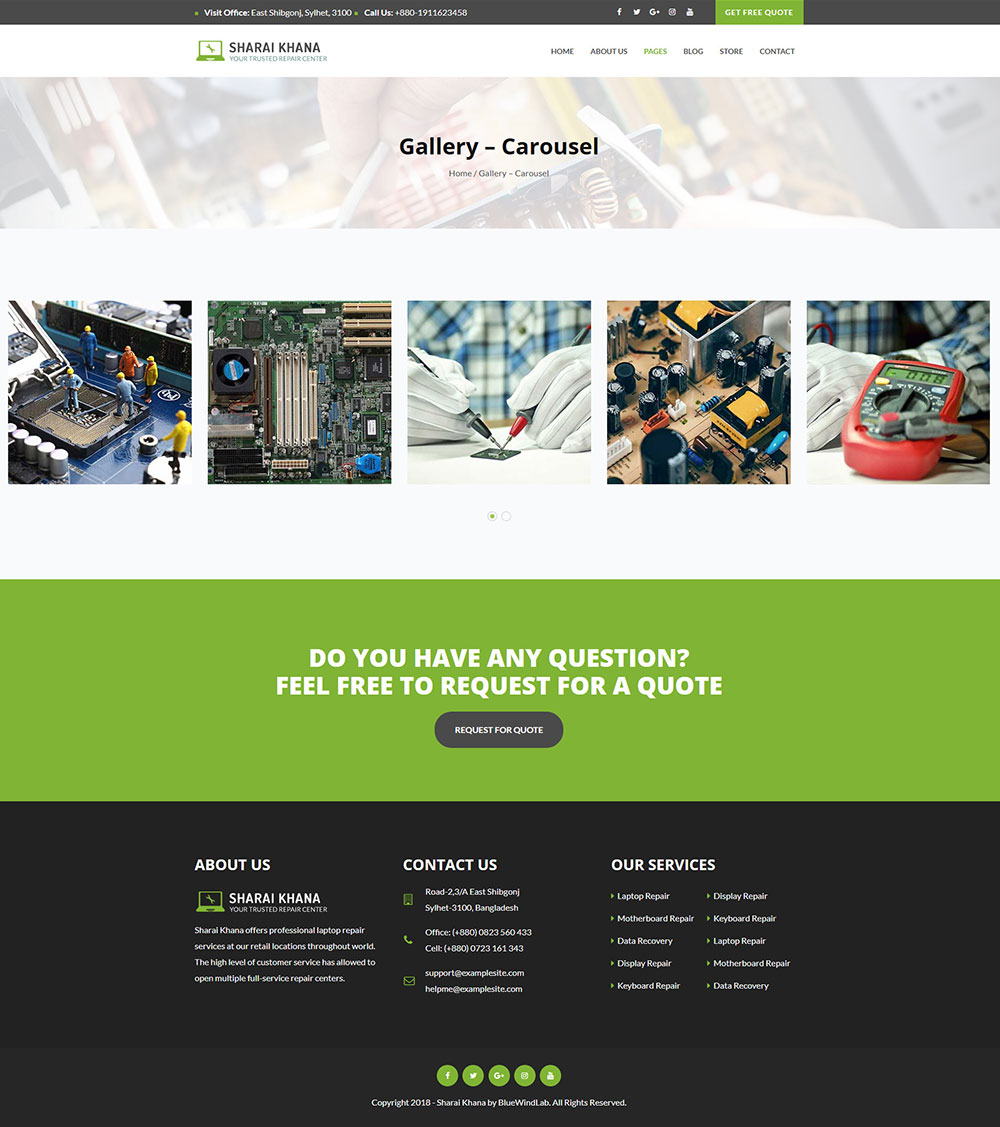 Visit Office: East Shibgonj, Sylhet, 3100 Call Us: +880-1911623458 GET FREE QUOTE
SHARAI KHANA
YOUR TRUSTED REPAIR CENTER
HOME ABOUT US PAGES BLOG STORE CONTACT
Gallery – Carousel
Home / Gallery – Carousel
DO YOU HAVE ANY QUESTION?
FEEL FREE TO REQUEST FOR A QUOTE
REQUEST FOR QUOTE
ABOUT US
SHARAI KHANA
YOUR TRUSTED REPAIR CENTER
Sharai Khana offers professional laptop repair
services at our retail locations throughout world.
The high level of customer service has allowed to
open multiple full-service repair centers.
CONTACT US
Road-2,3/A East Shibgonj
Sylhet-3100, Bangladesh
Office: (+880) 0823 560 433
Cell: (+880) 0723 161 343
support@examplesite.com
helpme@examplesite.com
OUR SERVICES
Laptop Repair Display Repair
Motherboard Repair Keyboard Repair
Data Recovery Laptop Repair
Display Repair Motherboard Repair
Keyboard Repair Data Recovery
Copyright 2018 - Sharai Khana by BlueWindLab. All Rights Reserved.